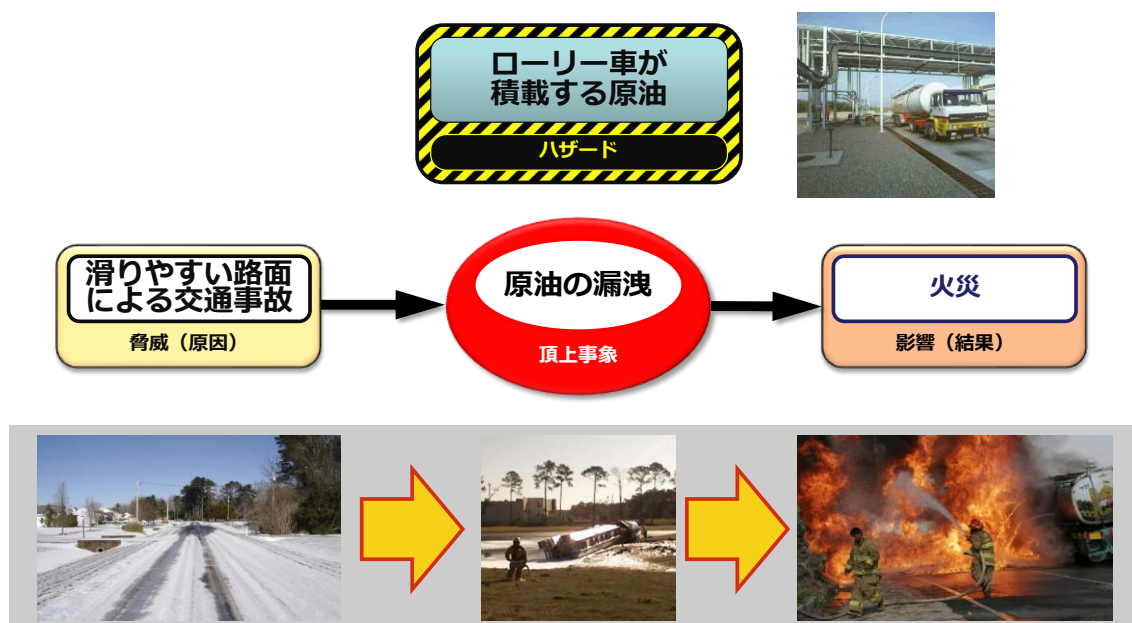 ローリー車が
積載する原油
ハザード
滑りやすい路面
による交通事故
脅威（原因）
原油の漏洩
頂上事象
火災
影響（結果）